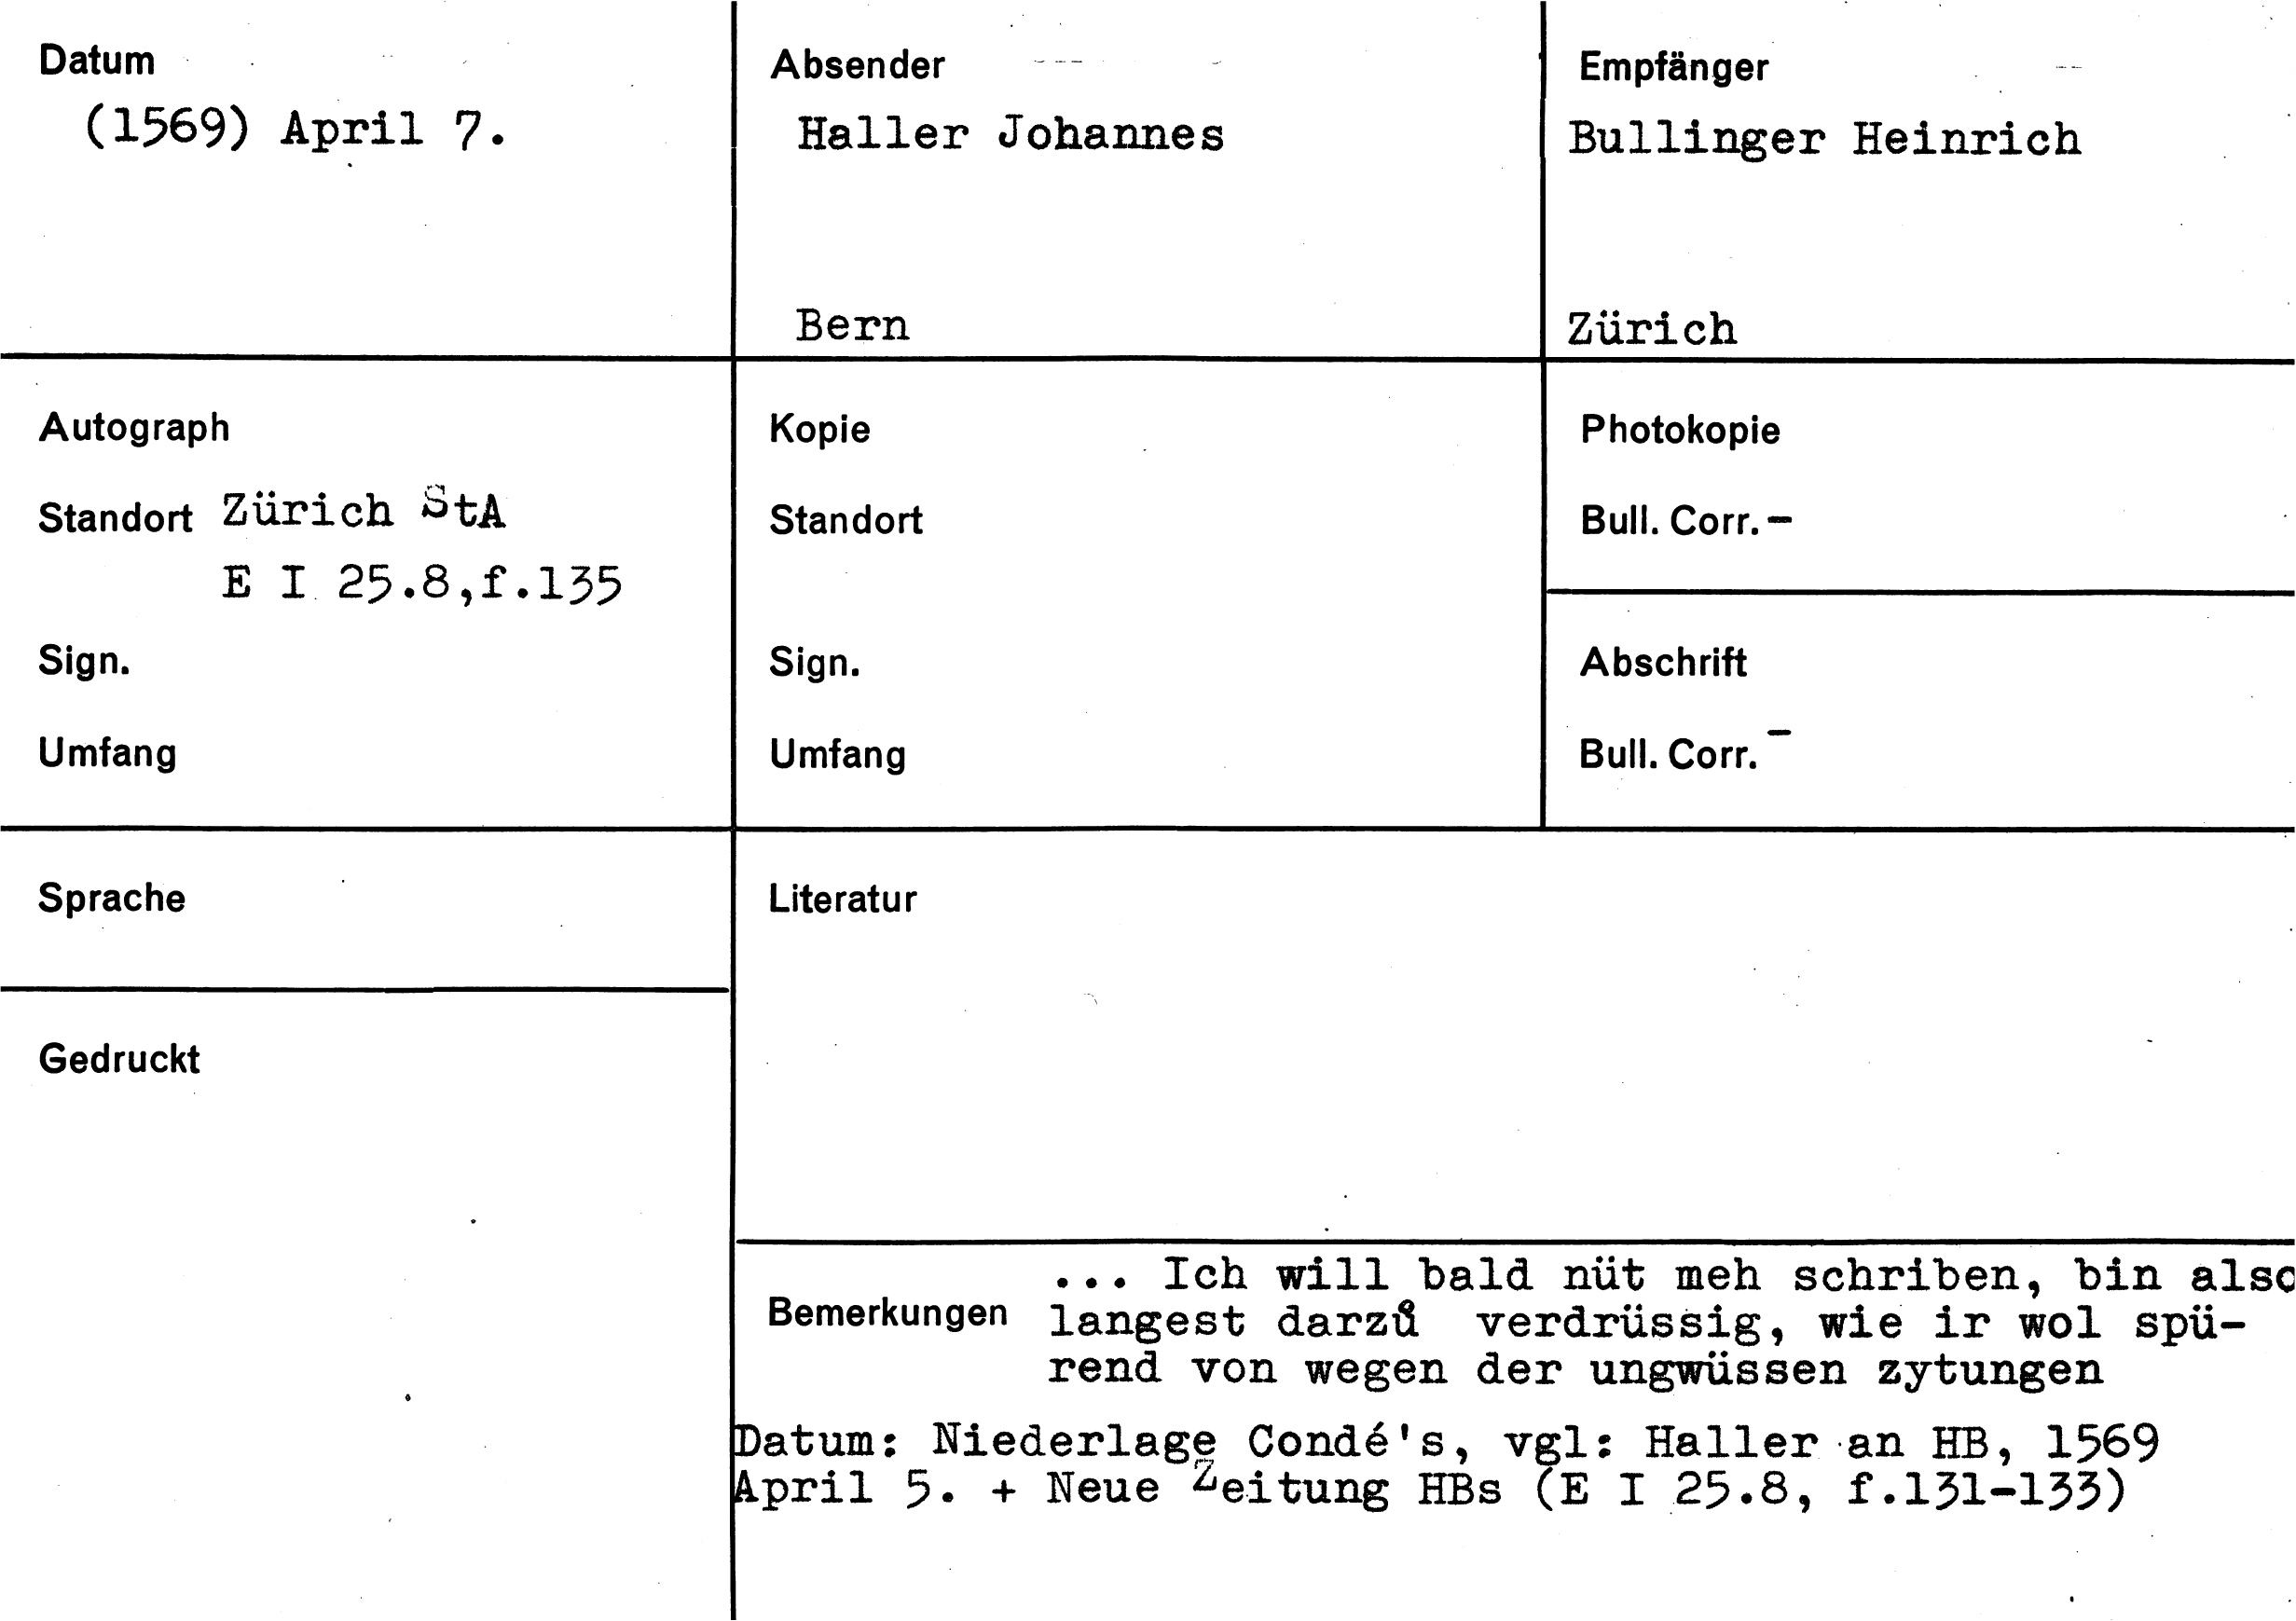 Datum
(1569) April 7.
Absender
Haller Johannes
Bern
Empfänger
Bullinger Heinrich
Zürich
Autograph
Standort Zürich StA
E I 25.8,f.135
Sign.
Umfang
Kopie
Standort
Sign.
Umfang
Photokopie
Bull. Corr. –
Abschrift
Bull. Corr. –
Sprache
Gedruckt
Literatur
Bemerkungen
... Ich will bald nüt meh schriben, bin also
langest darzů verdrüssig, wie ir wol spü-
rend von wegen der ungwüssen zytungen
Datum: Niederlage Condé's, vgl: Haller an HB, 1569
April 5. + Neue Zeitung HBs (E I 25.8, f.131-133)